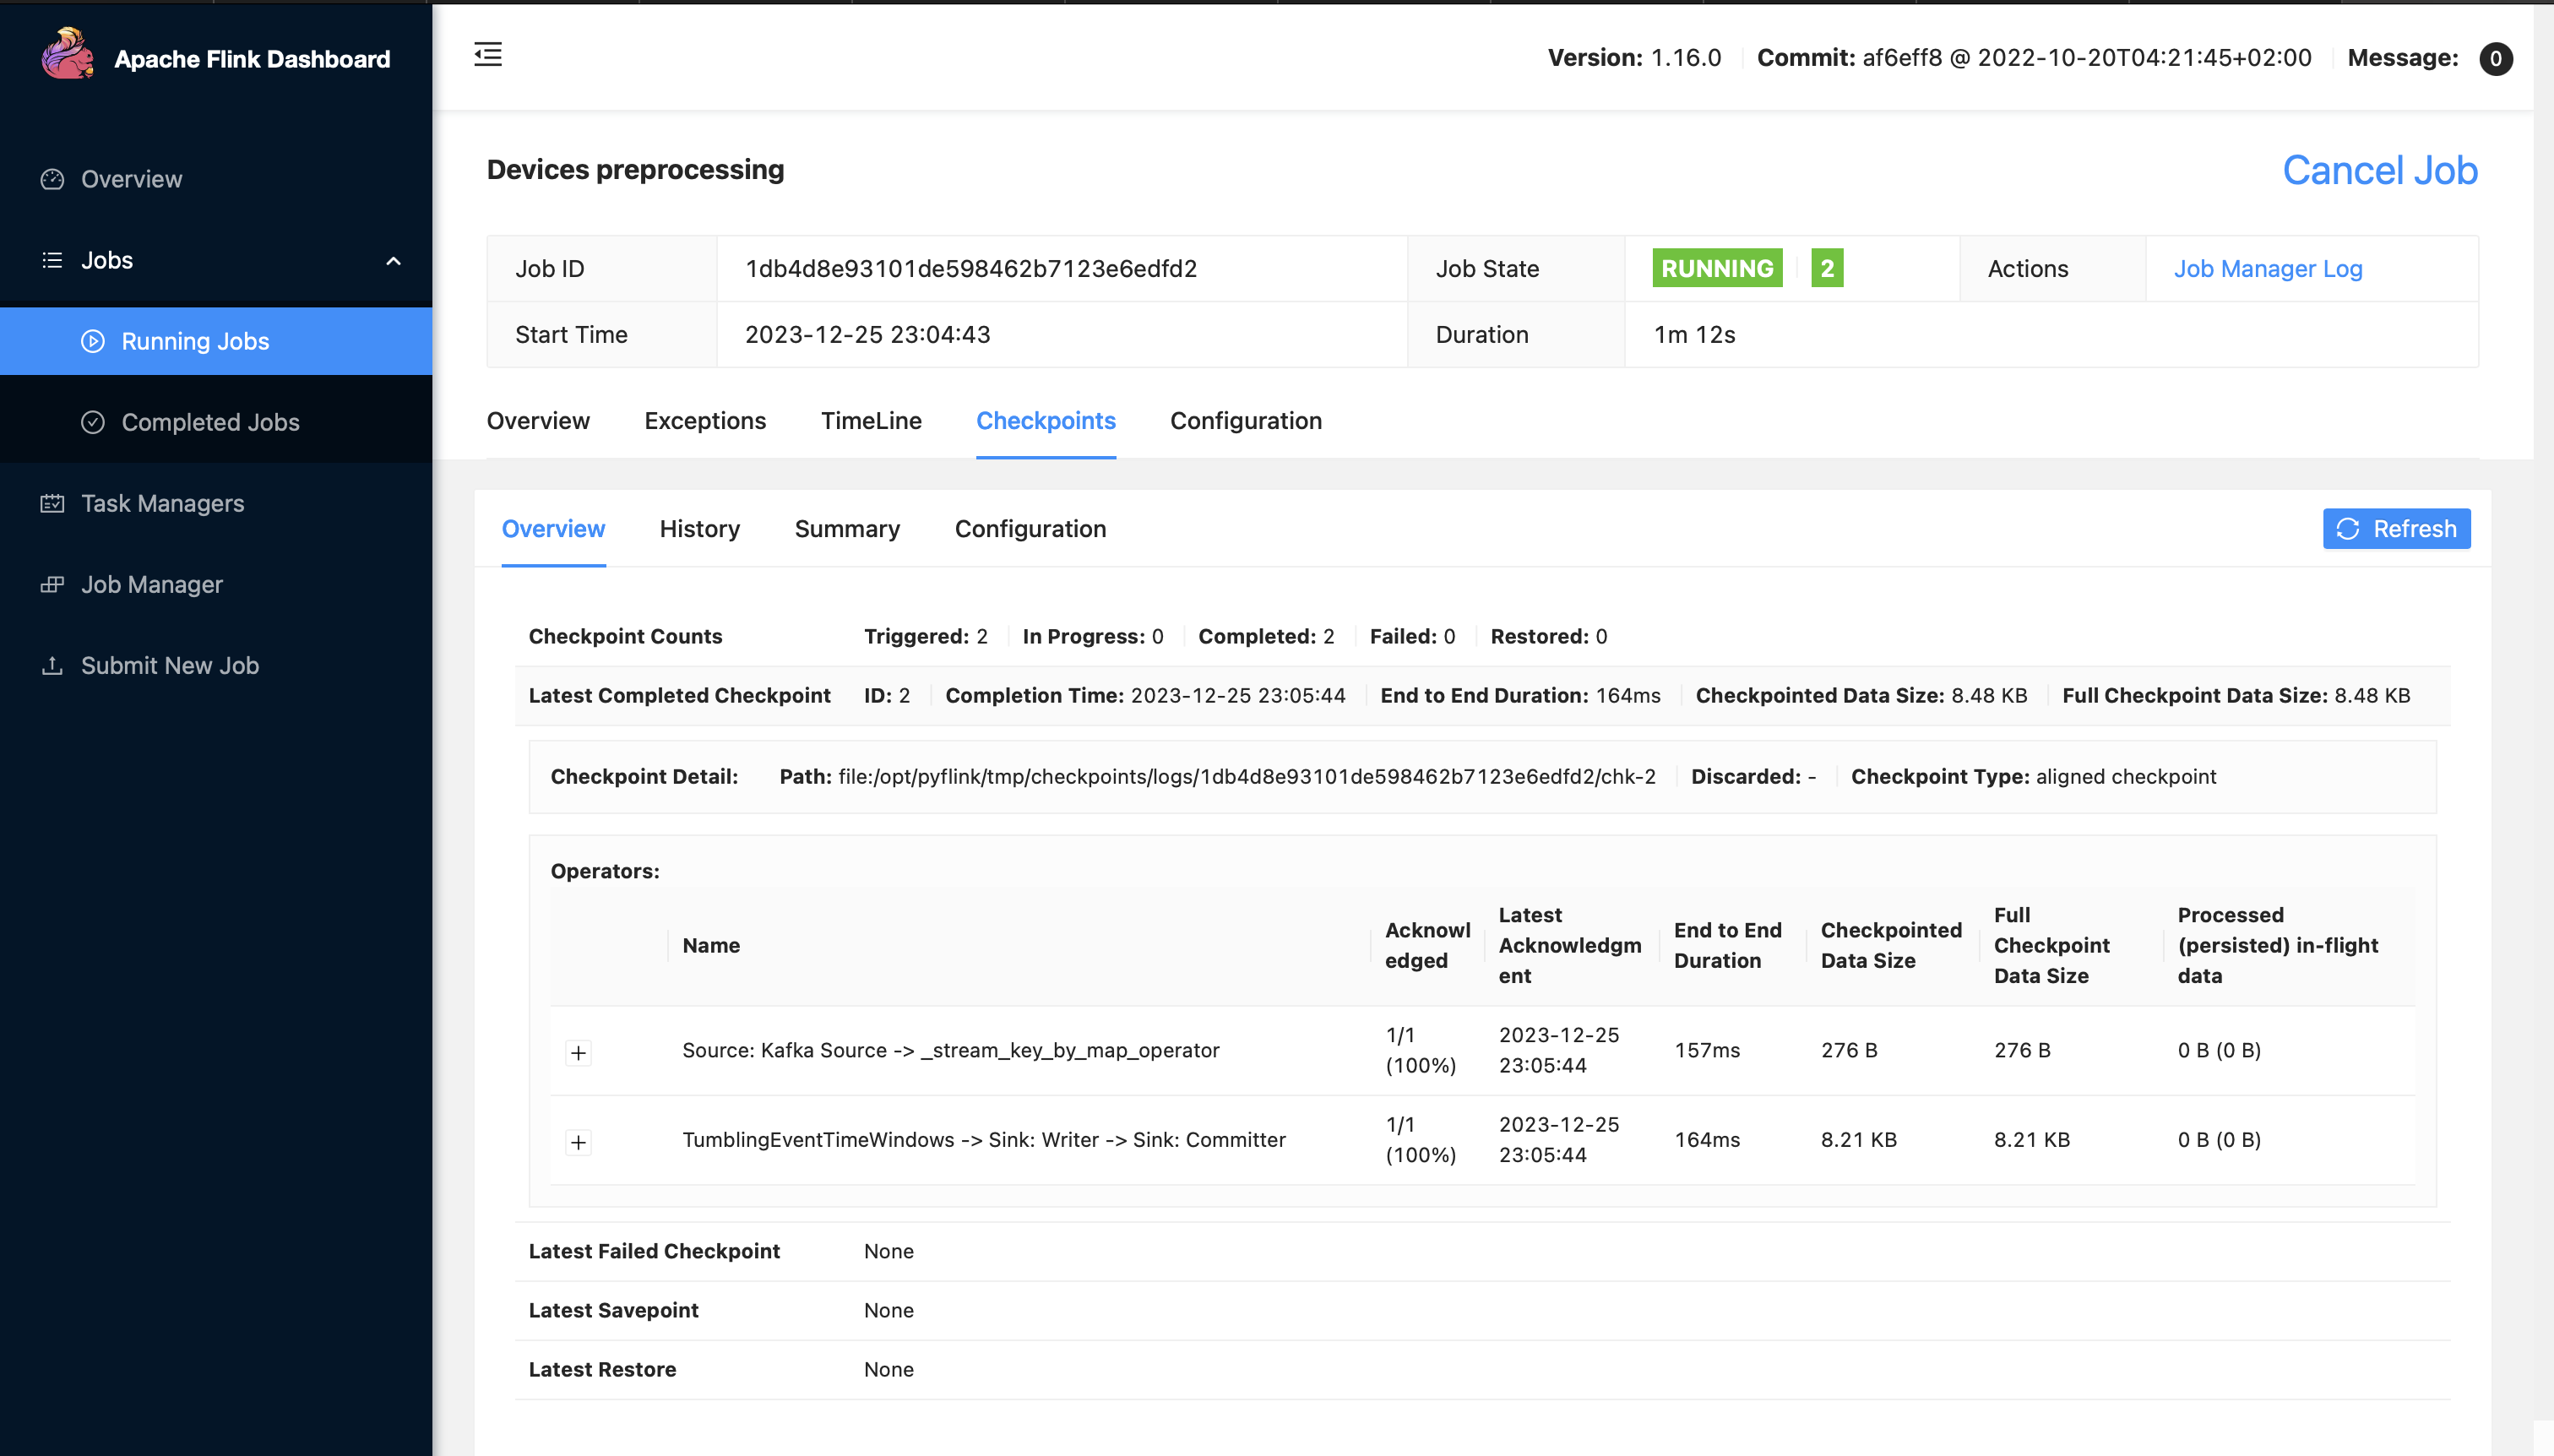 Apache Flink Dashboard
Version: 1.16.0 Commit: af6eff8 @ 2022-10-20T04:21:45+02:00 Message: 0
Overview
Jobs
Running Jobs
Completed Jobs
Task Managers
Job Manager
Submit New Job
Devices preprocessing
Cancel Job
Job ID 1db4d8e93101de598462b7123e6edfd2 Job State RUNNING 2 Actions Job Manager Log
Start Time 2023-12-25 23:04:43 Duration 1m 12s
Overview Exceptions TimeLine Checkpoints Configuration
Overview History Summary Configuration Refresh
Checkpoint Counts Triggered: 2 In Progress: 0 Completed: 2 Failed: 0 Restored: 0
Latest Completed Checkpoint ID: 2 Completion Time: 2023-12-25 23:05:44 End to End Duration: 164ms Checkpointed Data Size: 8.48 KB Full Checkpoint Data Size: 8.48 KB
Checkpoint Detail: Path: file:/opt/pyflink/tmp/checkpoints/logs/1db4d8e93101de598462b7123e6edfd2/chk-2 Discarded: - Checkpoint Type: aligned checkpoint
Operators:
Name
Acknowl
edged
Latest
Acknowledgm
ent
End to End
Duration
Checkpointed
Data Size
Full
Checkpoint
Data Size
Processed
(persisted) in-flight
data
Source: Kafka Source -> _stream_key_by_map_operator
1/1
(100%)
2023-12-25
23:05:44
157ms
276 B
276 B
0 B (0 B)
TumblingEventTimeWindows -> Sink: Writer -> Sink: Committer
1/1
(100%)
2023-12-25
23:05:44
164ms
8.21 KB
8.21 KB
0 B (0 B)
Latest Failed Checkpoint None
Latest Savepoint None
Latest Restore None